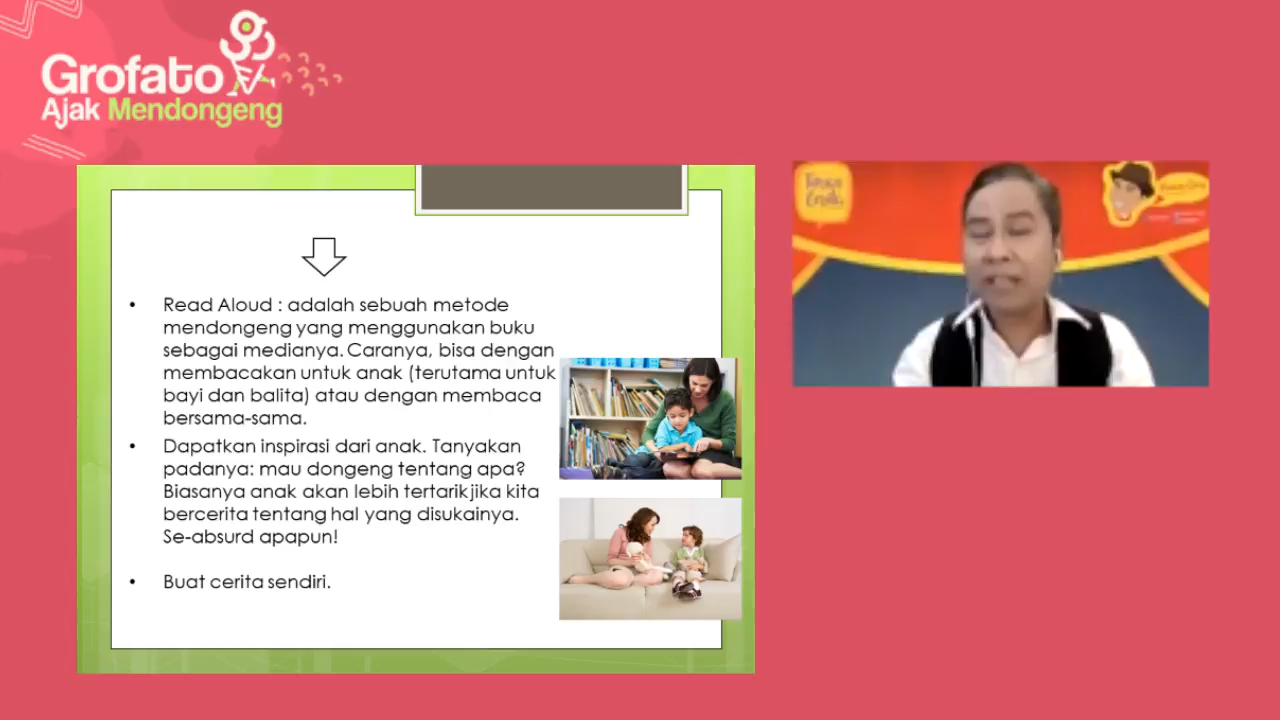 Grofato
Ajak Mendongeng
Read Aloud : adalah sebuah metode
mendongeng yang menggunakan buku
sebagai medianya. Caranya, bisa dengan
membacakan untuk anak (terutama untuk
bayi dan balita) atau dengan membaca
bersama-sama.
Dapatkan inspirasi dari anak. Tanyakan
padanya: mau dongeng tentang apa?
Biasanya anak akan lebih tertarik jika kita
bercerita tentang hal yang disukainya.
Se-absurd apapun!
Buat cerita sendiri.